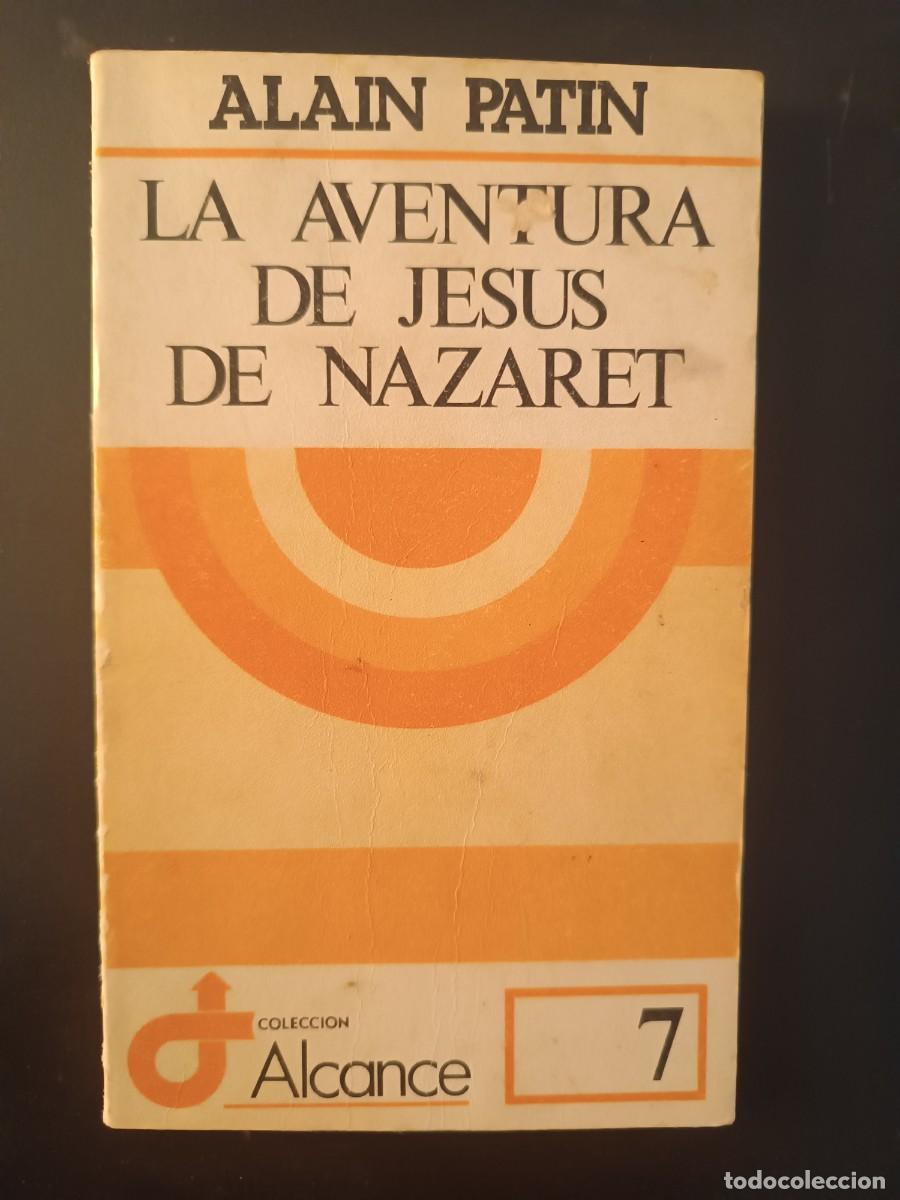 ALAIN PATIN
LA AVENTURA
DE JESUS
DE NAZARET
COLECCION
Alcance
7
todocoleccion